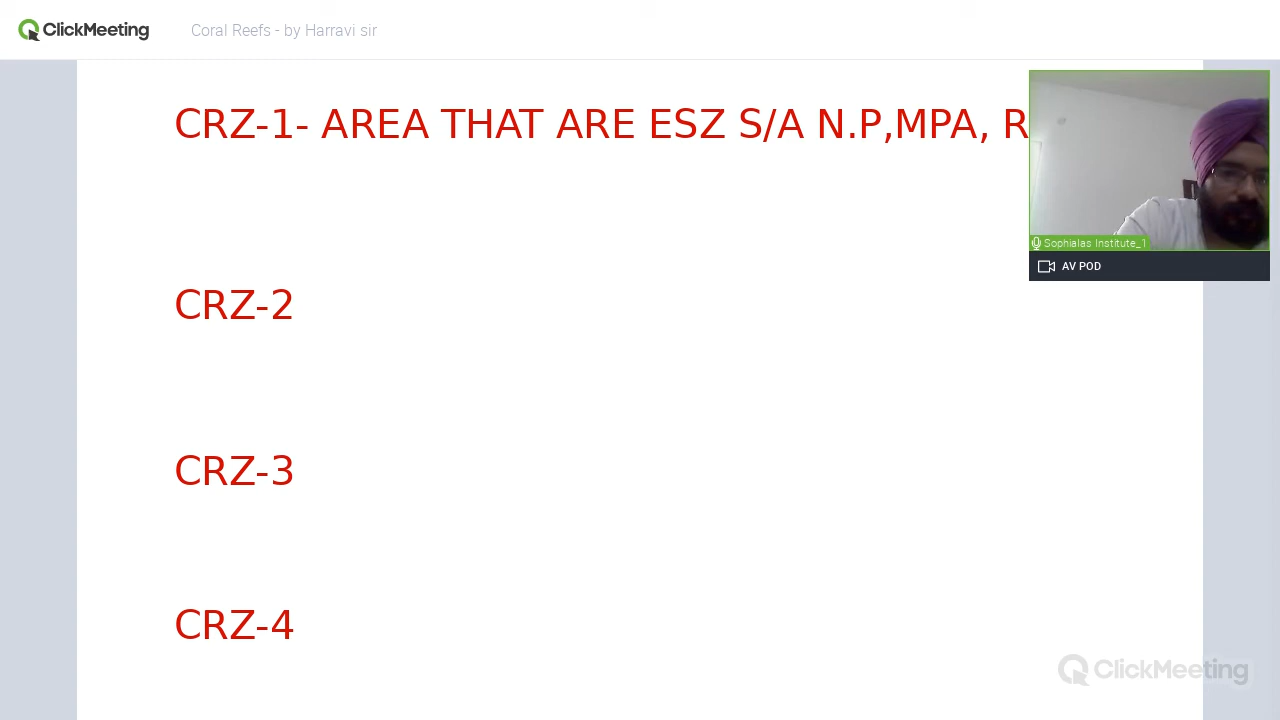 ClickMeeting Coral Reefs - by Harravi sir
CRZ-1- AREA THAT ARE ESZ S/A N.P,MPA, R
Sophialas Institute_1
AV POD
CRZ-2
CRZ-3
CRZ-4
ClickMeeting